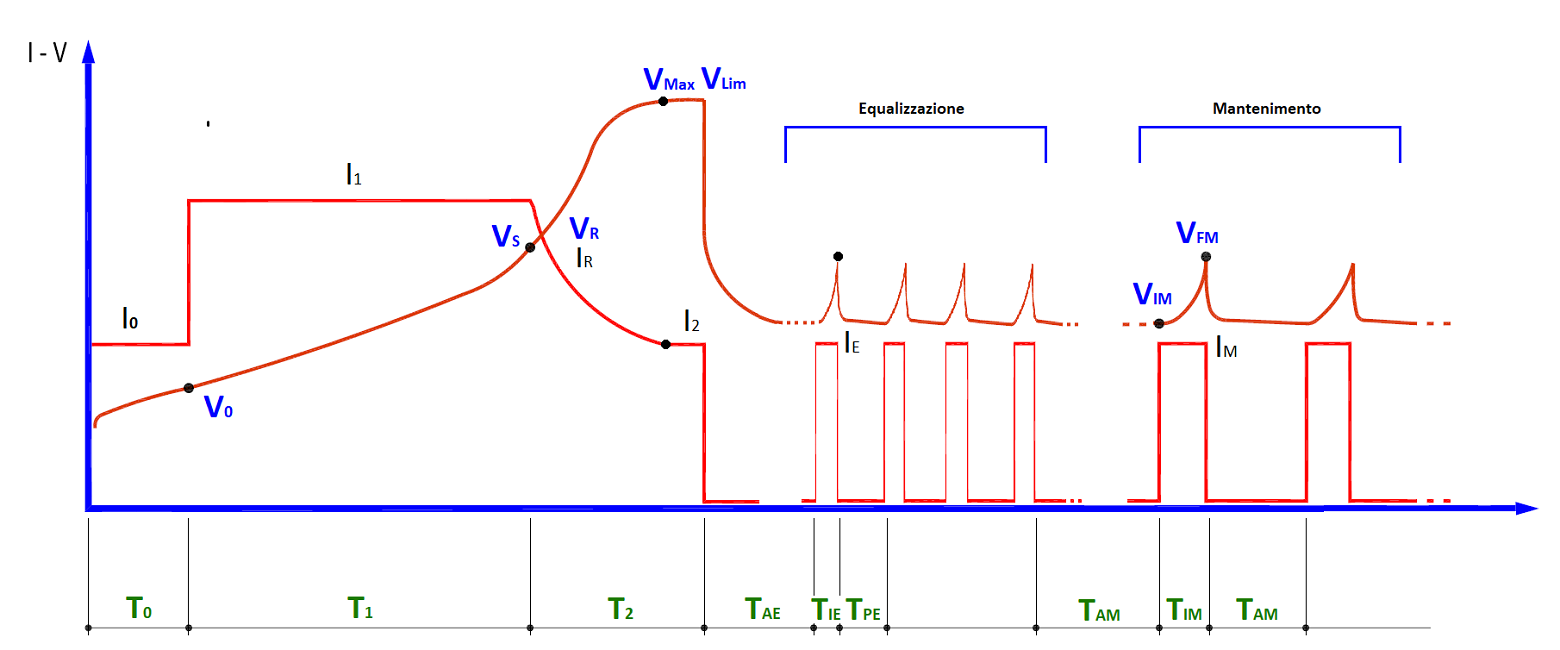 I - V
VMax VLim
Equalizzazione
Mantenimento
I1
VS
VR
IR
VFM
VIM
I0
I2
IE
IM
V0
T0
T1
T2
TAE
TIE
TPE
TAM
TIM
TAM